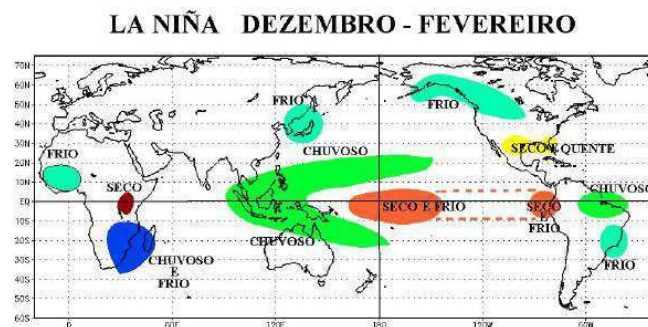 LA NIÑA DEZEMBRO - FEVEREIRO
70N
60N
50N
40N
30N
20N
10N
EQ
10S
20S
30S
40S
50S
60S
FRIO
FRIO
CHUVOSO
SECO E QUENTE
FRIO
SECO
CHUVOSO
SECO E FRIO
SECO
E
FRIO
CHUVOSO
CHUVOSO
E
FRIO
FRIO
0
60E
120E
180
120W
60W